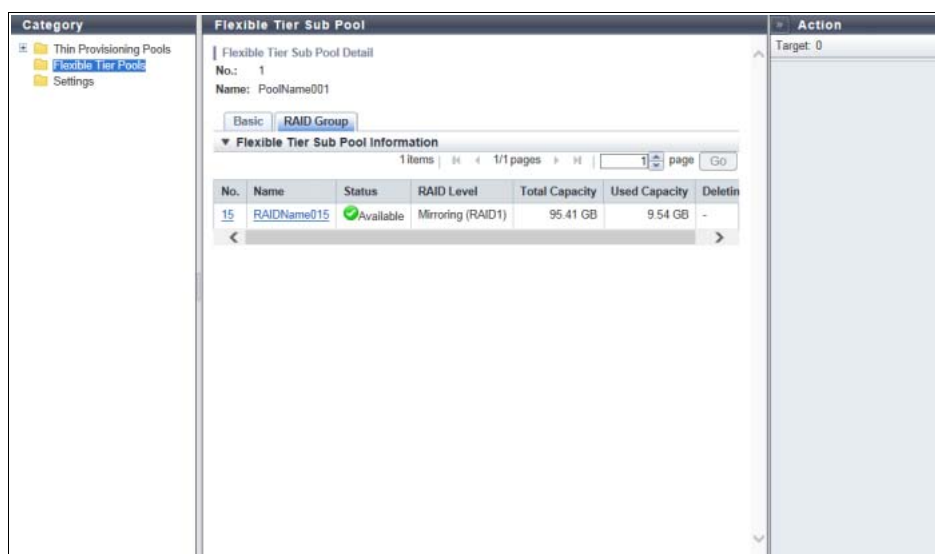 Category
Thin Provisioning Pools
Flexible Tier Pools
Settings
Flexible Tier Sub Pool
Flexible Tier Sub Pool Detail
No.: 1
Name: PoolName001
Basic RAID Group
Flexible Tier Sub Pool Information
1 items 1/1 pages 1 page Go
No. Name Status RAID Level Total Capacity Used Capacity Deletin
15 RAIDName015 Available Mirroring (RAID1) 95.41 GB 9.54 GB -
Action
Target: 0